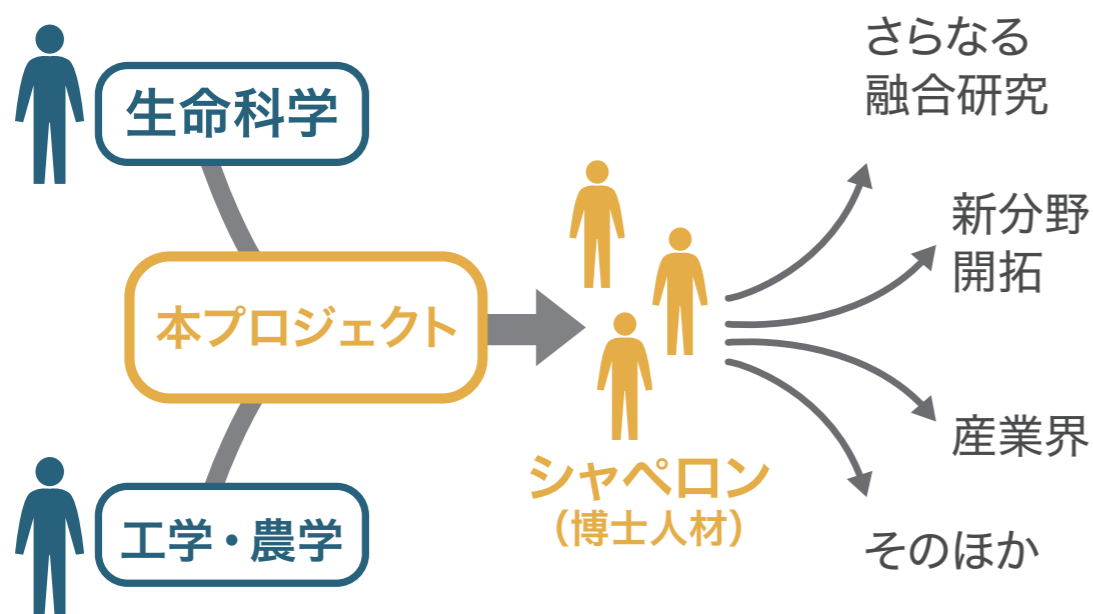 生命科学
本プロジェクト
工学・農学
シャペロン
（博士人材）
さらなる
融合研究
新分野
開拓
産業界
そのほか